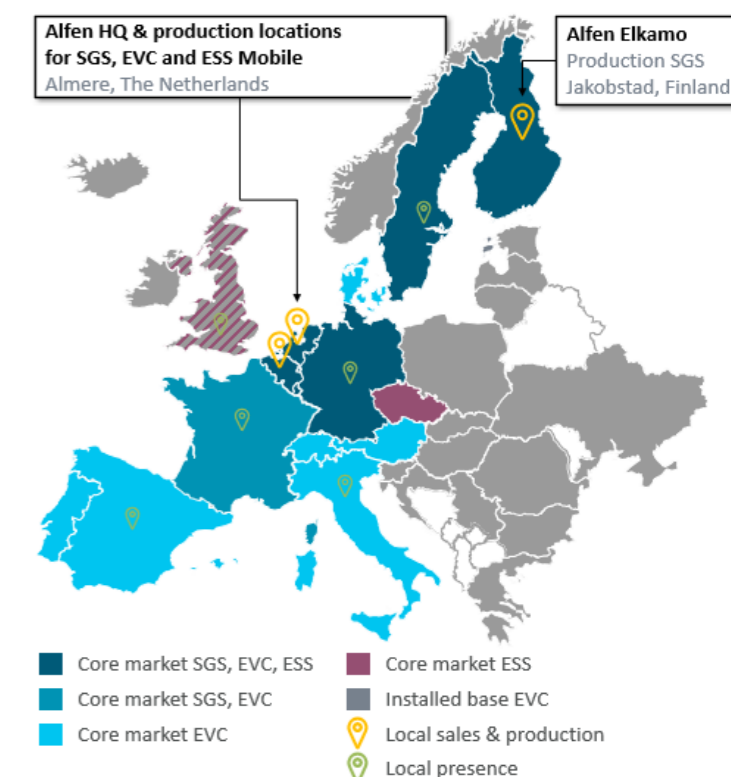 Alfen HQ & production locations
for SGS, EVC and ESS Mobile
Almere, The Netherlands
Alfen Elkamo
Production SGS
Jakobstad, Finland
Core market SGS, EVC, ESS
Core market SGS, EVC
Core market EVC
Core market ESS
Installed base EVC
Local sales & production
Local presence